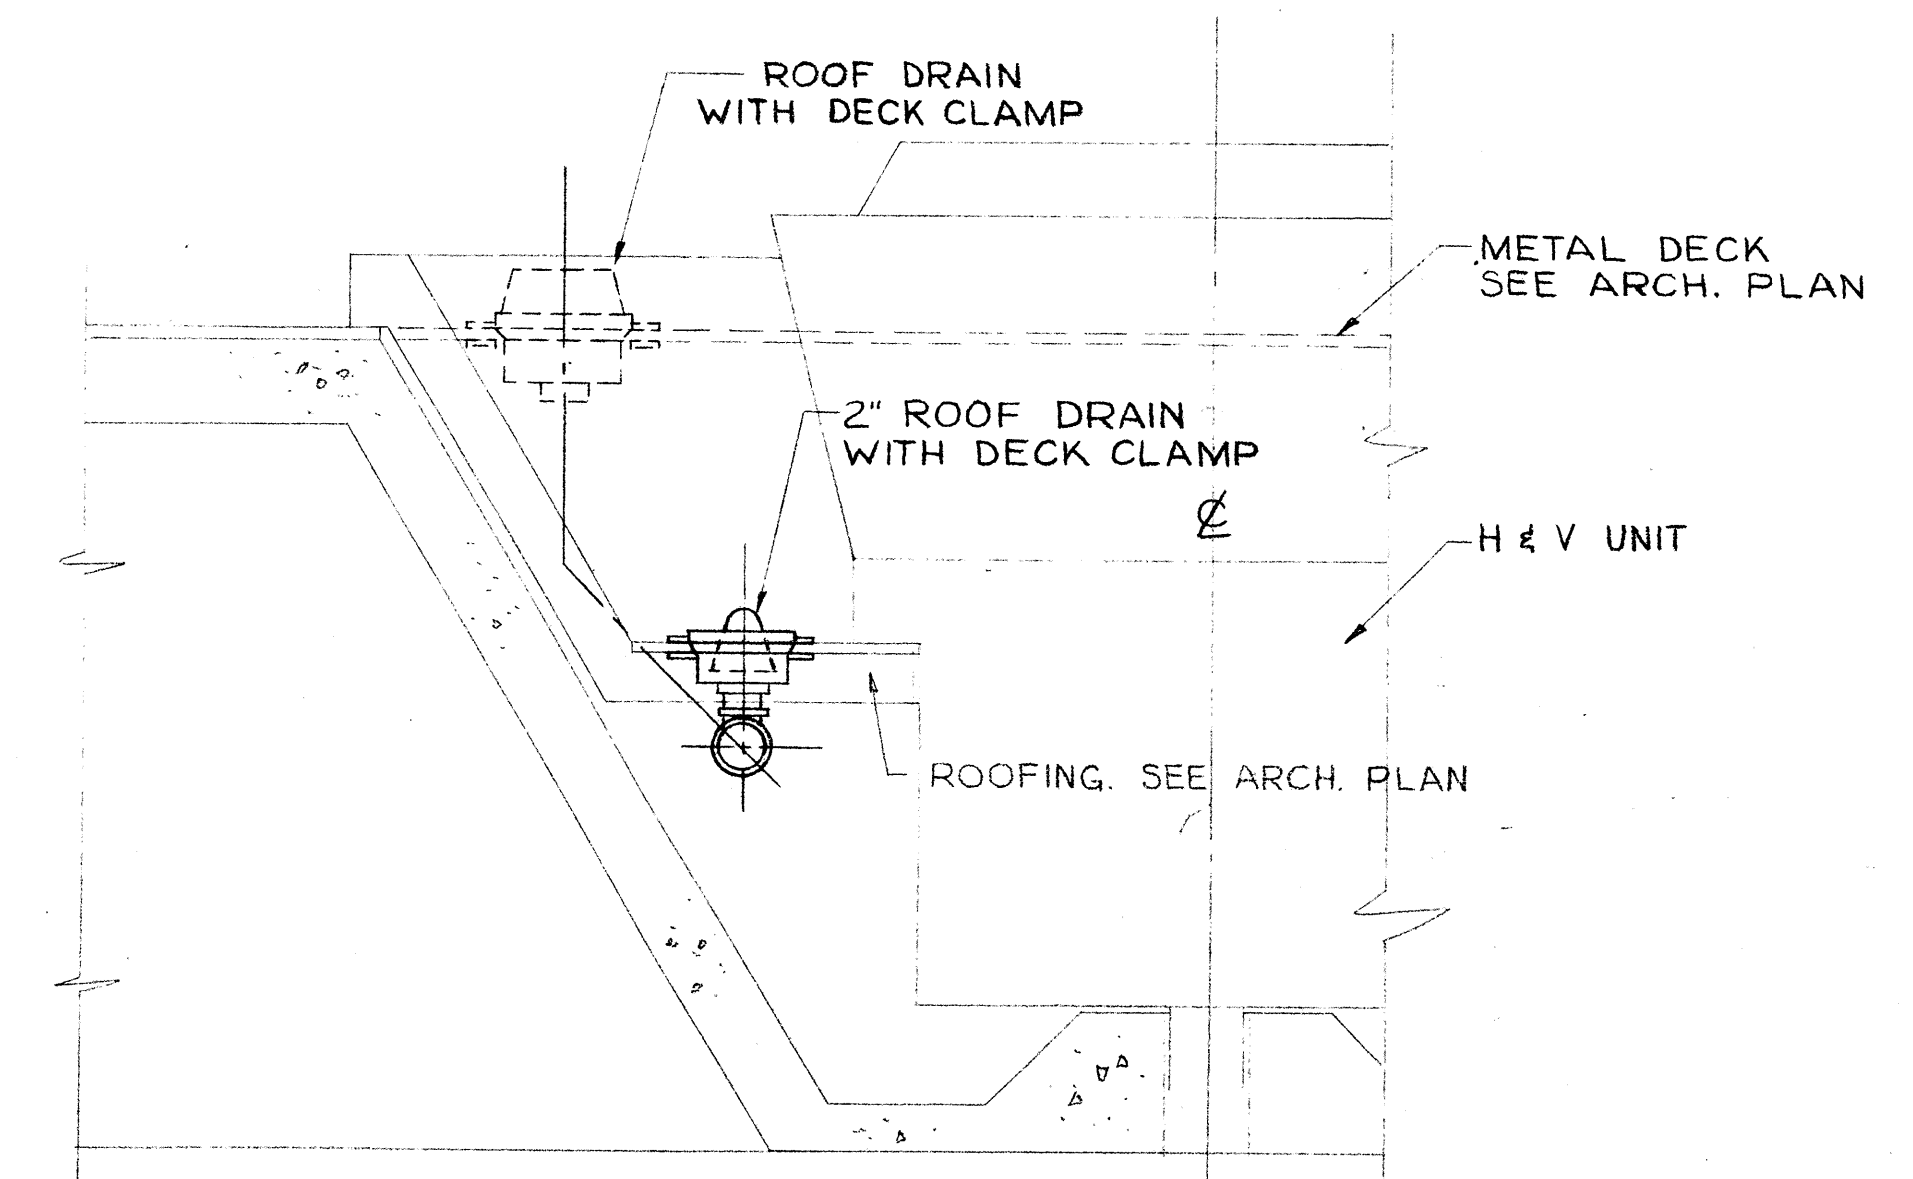 ROOF DRAIN
WITH DECK CLAMP
METAL DECK
SEE ARCH. PLAN
2" ROOF DRAIN
WITH DECK CLAMP
℄
H & V UNIT
ROOFING. SEE ARCH. PLAN